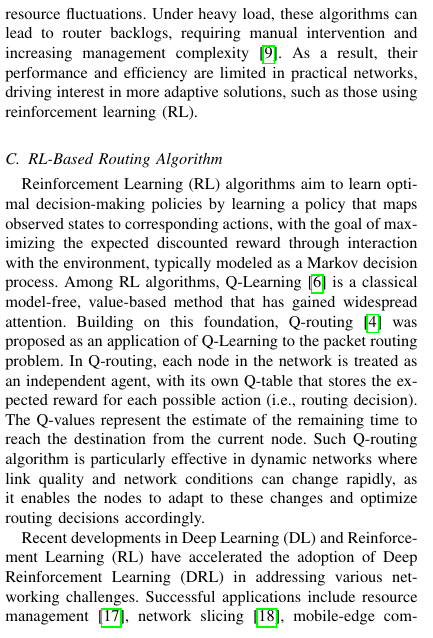 resource fluctuations. Under heavy load, these algorithms can
lead to router backlogs, requiring manual intervention and
increasing management complexity [9]. As a result, their
performance and efficiency are limited in practical networks,
driving interest in more adaptive solutions, such as those using
reinforcement learning (RL).
C. RL-Based Routing Algorithm
Reinforcement Learning (RL) algorithms aim to learn opti-
mal decision-making policies by learning a policy that maps
observed states to corresponding actions, with the goal of max-
imizing the expected discounted reward through interaction
with the environment, typically modeled as a Markov decision
process. Among RL algorithms, Q-Learning [6] is a classical
model-free, value-based method that has gained widespread
attention. Building on this foundation, Q-routing [4] was
proposed as an application of Q-Learning to the packet routing
problem. In Q-routing, each node in the network is treated as
an independent agent, with its own Q-table that stores the ex-
pected reward for each possible action (i.e., routing decision).
The Q-values represent the estimate of the remaining time to
reach the destination from the current node. Such Q-routing
algorithm is particularly effective in dynamic networks where
link quality and network conditions can change rapidly, as
it enables the nodes to adapt to these changes and optimize
routing decisions accordingly.
Recent developments in Deep Learning (DL) and Reinforce-
ment Learning (RL) have accelerated the adoption of Deep
Reinforcement Learning (DRL) in addressing various net-
working challenges. Successful applications include resource
management [17], network slicing [18], mobile-edge com-